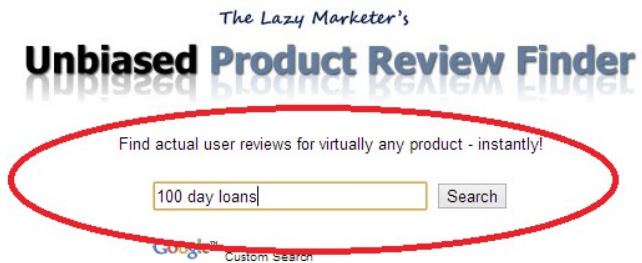 The Lazy Marketer's
Unbiased Product Review Finder
Find actual user reviews for virtually any product - instantly!
100 day loans Search
Google™ Custom Search